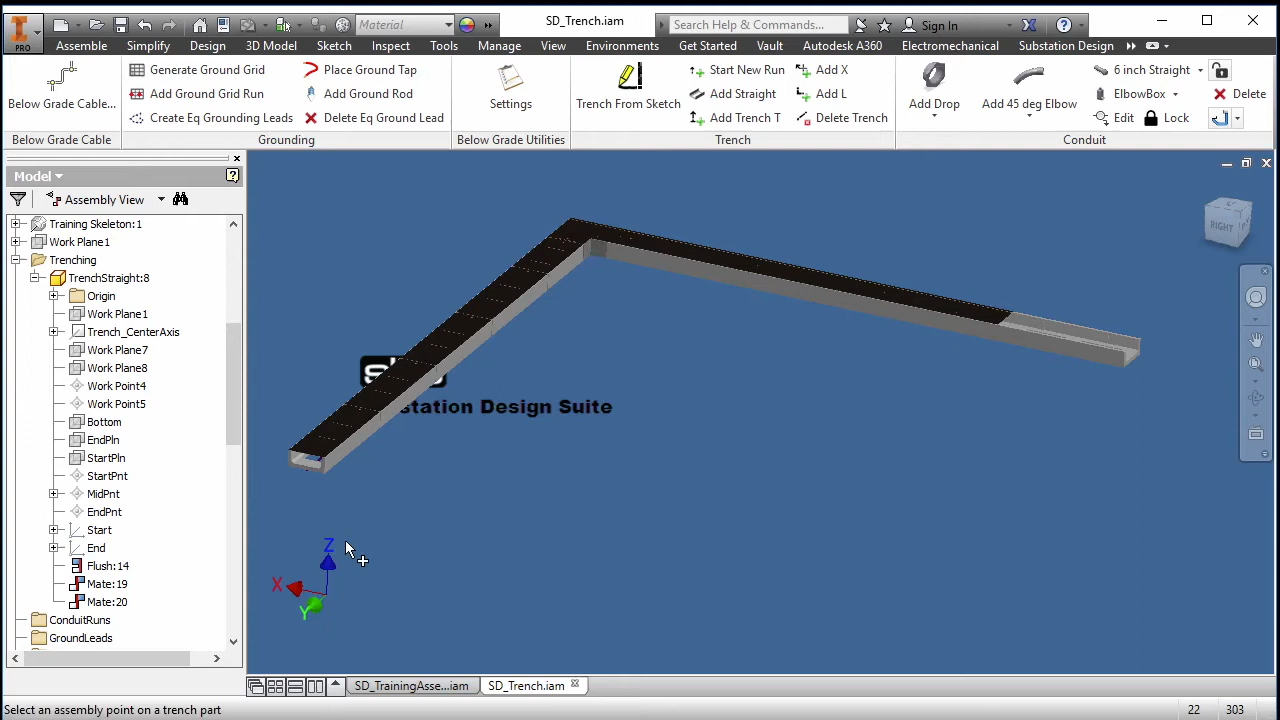 PRO
Material
SD_Trench.iam
Search Help & Commands...
Sign In
Assemble
Simplify
Design
3D Model
Sketch
Inspect
Tools
Manage
View
Environments
Get Started
Vault
Autodesk A360
Electromechanical
Substation Design
Below Grade Cable...
Generate Ground Grid
Place Ground Tap
Add Ground Grid Run
Add Ground Rod
Create Eq Grounding Leads
Delete Eq Ground Lead
Settings
Trench From Sketch
Start New Run
Add X
Add Straight
Add L
Add Trench T
Delete Trench
Add Drop
Add 45 deg Elbow
6 inch Straight
ElbowBox
Delete
Edit
Lock
Below Grade Cable
Grounding
Below Grade Utilities
Trench
Conduit
Model
Assembly View
Training Skeleton:1
Work Plane1
Trenching
TrenchStraight:8
Origin
Work Plane1
Trench_CenterAxis
Work Plane7
Work Plane8
Work Point4
Work Point5
Bottom
EndPln
StartPln
StartPnt
MidPnt
EndPnt
Start
End
Flush:14
Mate:19
Mate:20
ConduitRuns
GroundLeads
RIGHT
station Design Suite
Z
X
Y
SD_TrainingAsse...iam
SD_Trench.iam
Select an assembly point on a trench part
22
303